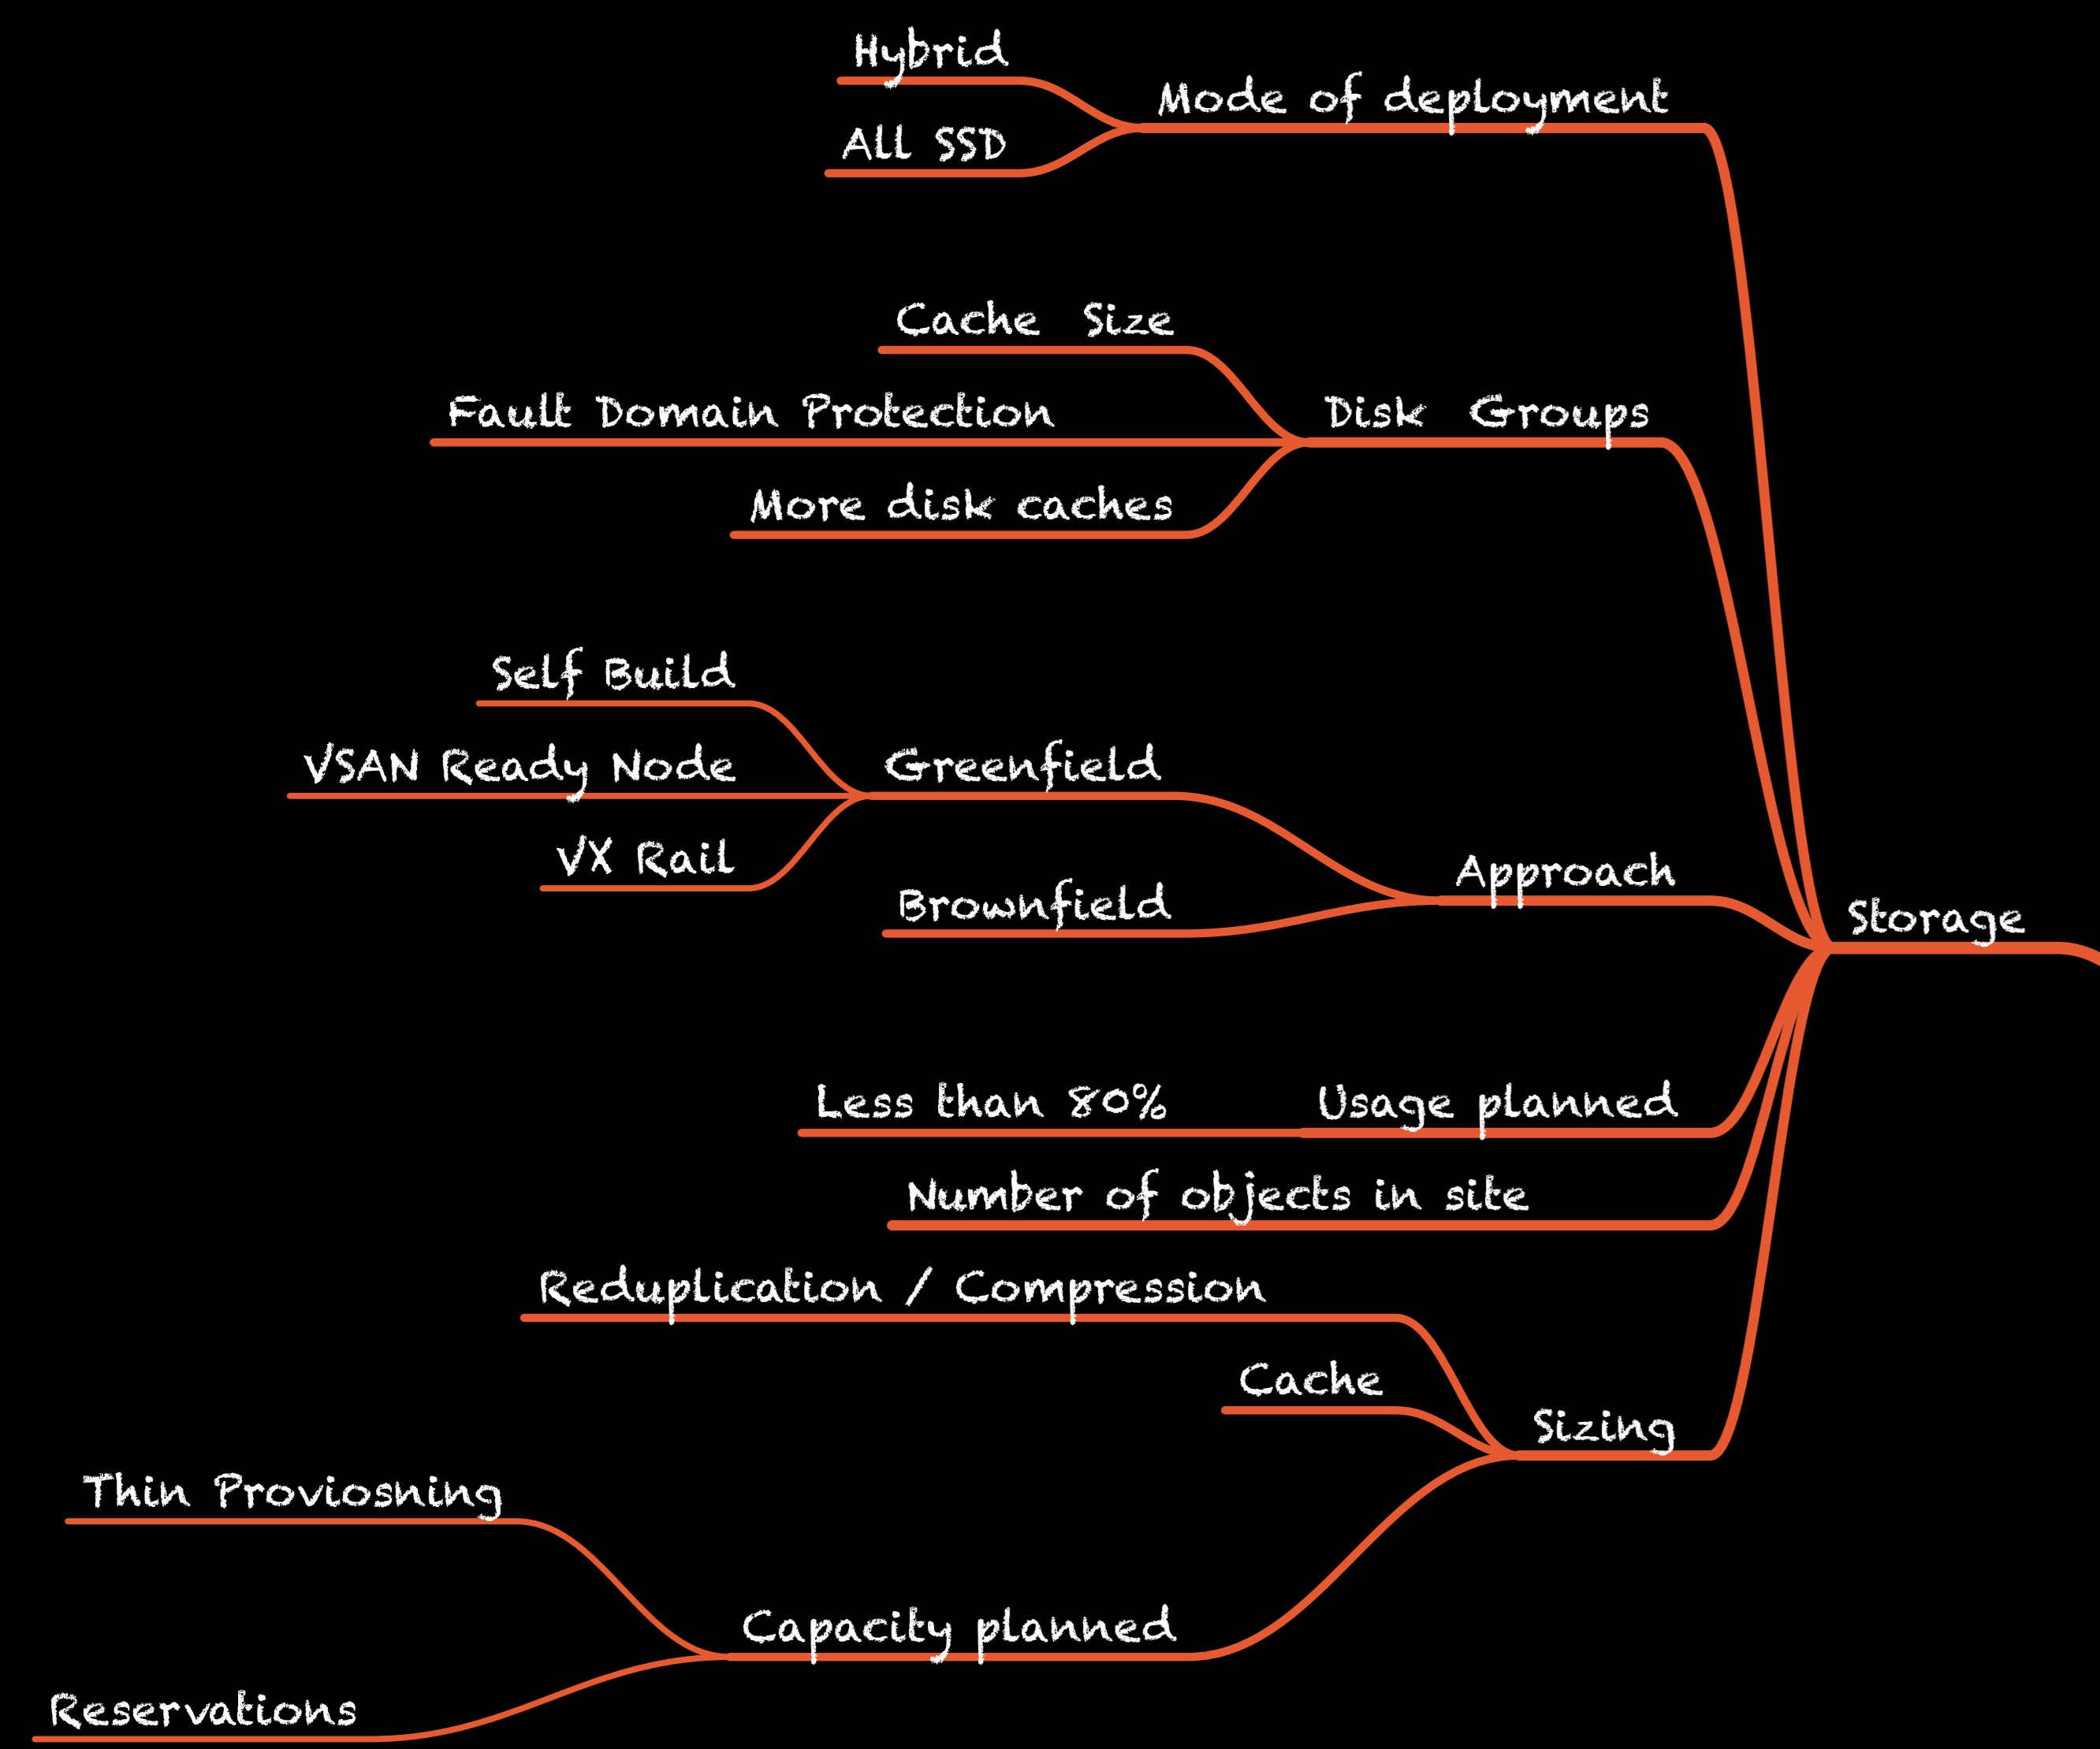 Hybrid
Mode of deployment
All SSD
Cache Size
Fault Domain Protection
Disk Groups
More disk caches
Self Build
VSAN Ready Node
Greenfield
VX Rail
Approach
Brownfield
Storage
Less than 80%
Usage planned
Number of objects in site
Reduplication / Compression
Cache
Sizing
Thin Proviosning
Capacity planned
Reservations